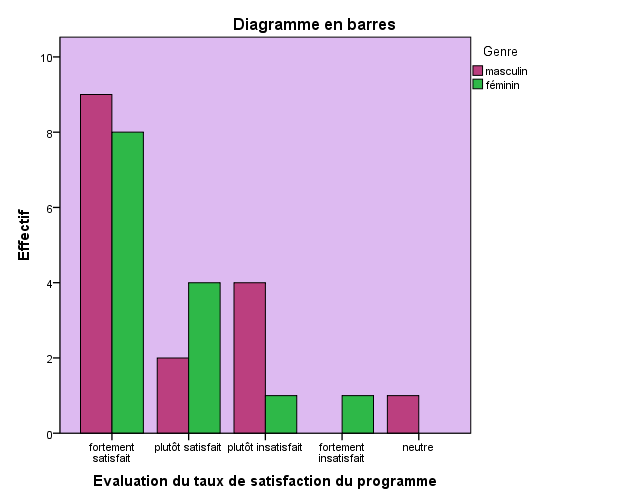 Diagramme en barres
Genre
masculin
féminin
Effectif
10
8
6
4
2
0
fortement satisfait
plutôt satisfait
plutôt insatisfait
fortement insatisfait
neutre
Evaluation du taux de satisfaction du programme